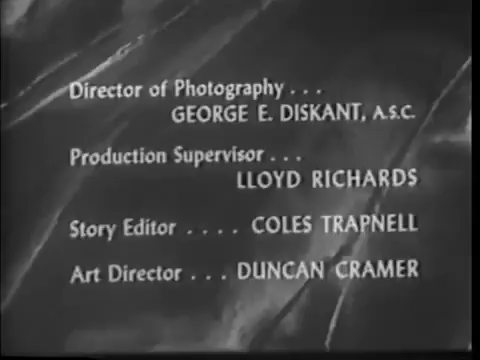 Director of Photography . . .
GEORGE E. DISKANT, A.S.C.
Production Supervisor . . .
LLOYD RICHARDS
Story Editor . . . . COLES TRAPNELL
Art Director . . . DUNCAN CRAMER